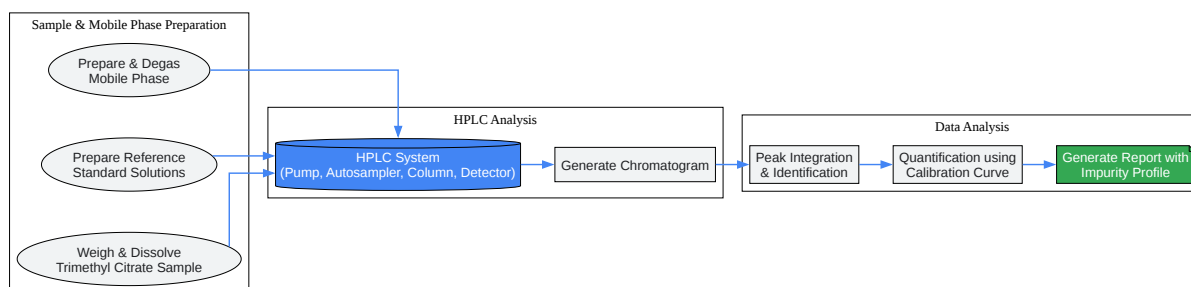 Sample & Mobile Phase Preparation
Prepare & Degas
Mobile Phase
Prepare Reference
Standard Solutions
Weigh & Dissolve
Trimethyl Citrate Sample
HPLC Analysis
HPLC System
(Pump, Autosampler, Column, Detector)
Generate Chromatogram
Data Analysis
Peak Integration
& Identification
Quantification using
Calibration Curve
Generate Report with
Impurity Profile